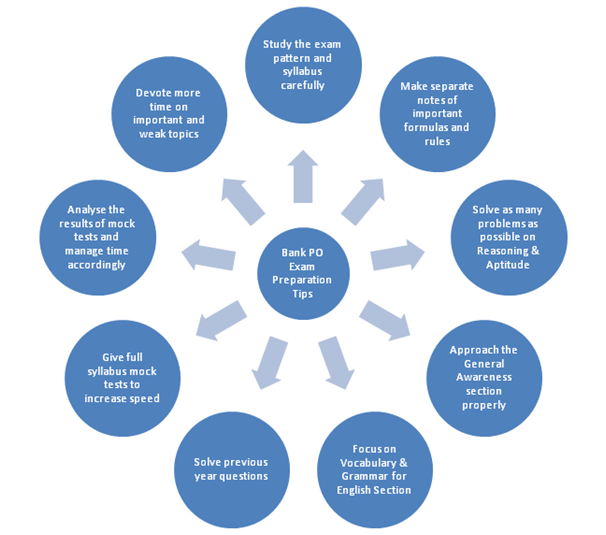 Study the exam
pattern and
syllabus
carefully
Make separate
notes of
important
formulas and
rules
Solve as many
problems as
possible on
Reasoning &
Aptitude
Approach the
General
Awareness
section
properly
Focus on
Vocabulary &
Grammar for
English Section
Solve previous
year questions
Give full
syllabus mock
tests to
increase speed
Analyse the
results of mock
tests and
manage time
accordingly
Devote more
time on
important and
weak topics
Bank PO
Exam
Preparation
Tips